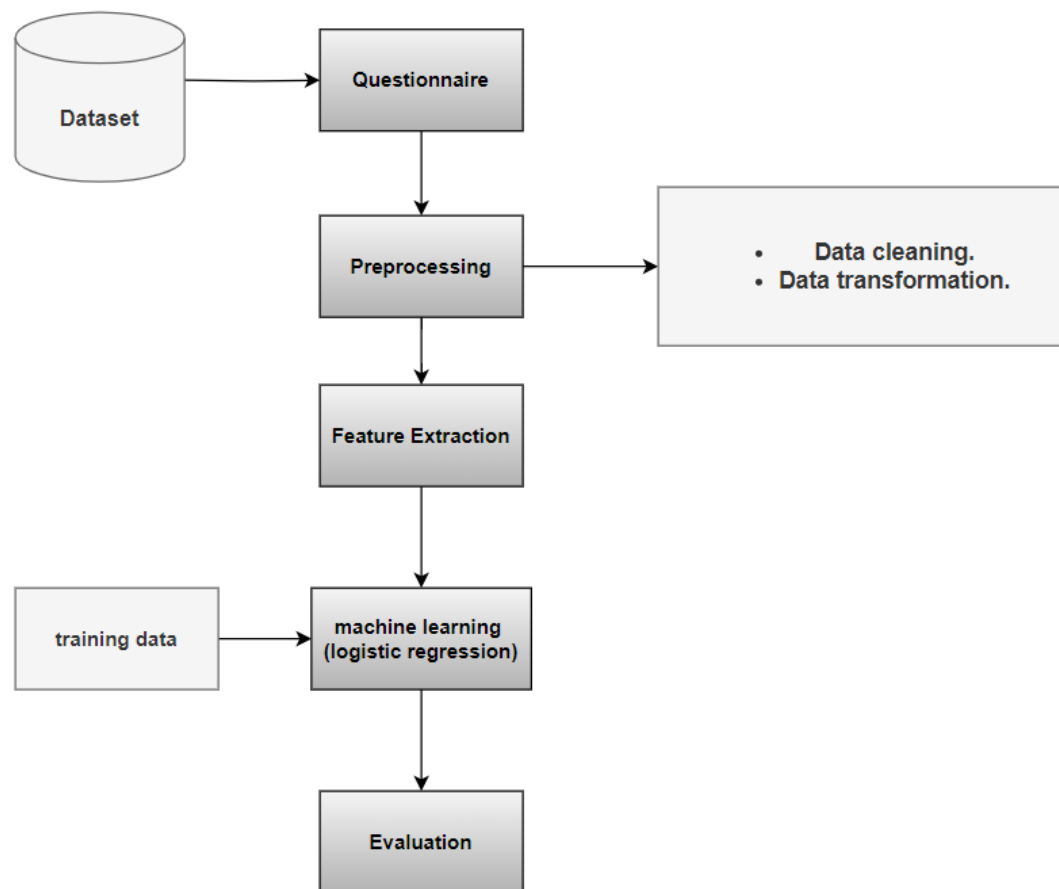 Dataset
Questionnaire
Preprocessing
• Data cleaning.
• Data transformation.
Feature Extraction
training data
machine learning
(logistic regression)
Evaluation